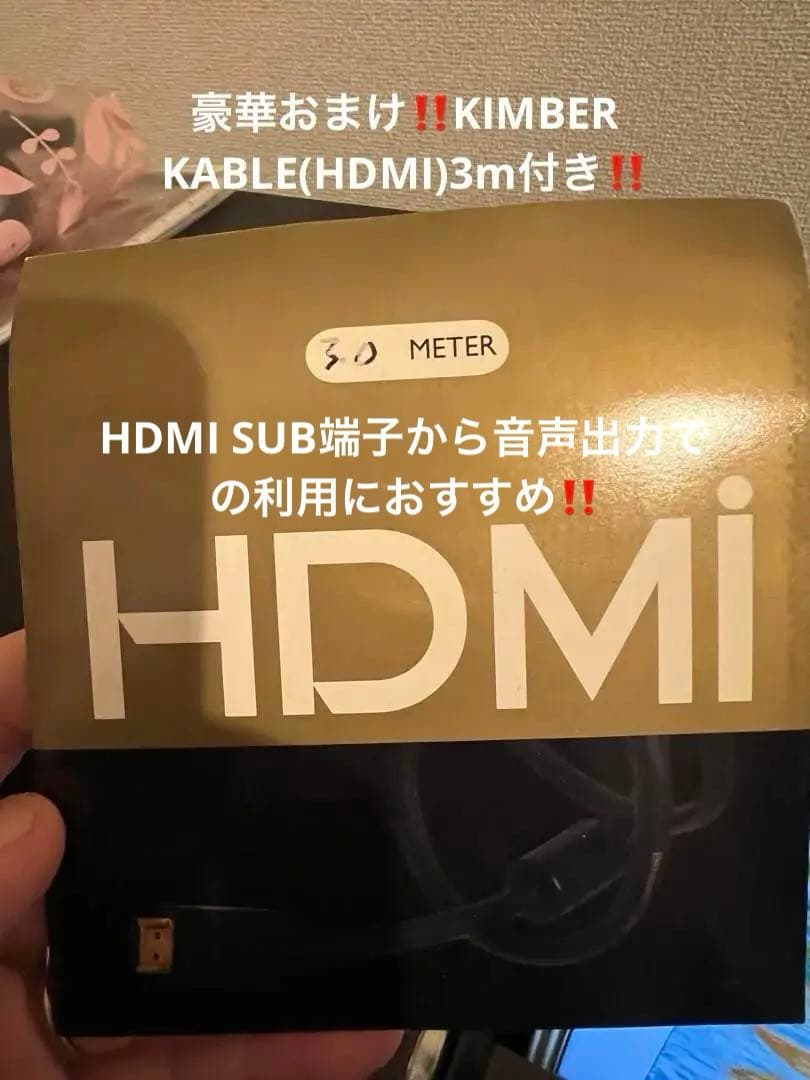 豪華おまけ‼️KIMBER
KABLE(HDMI)3m付き‼️
3.0 METER
HDMI SUB端子から音声出力で
の利用におすすめ‼️
HDMi